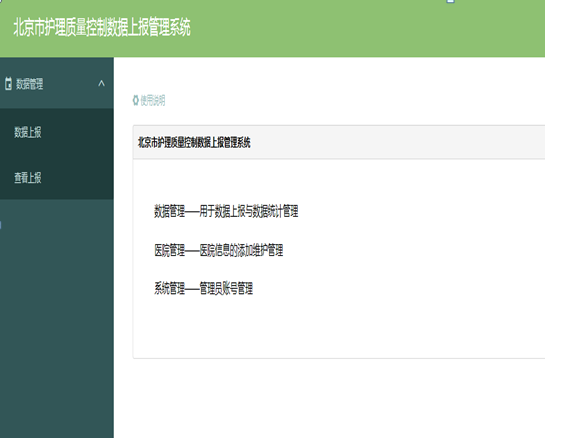 北京市护理质量控制数据上报管理系统
数据管理
数据上报
查看上报
使用说明
北京市护理质量控制数据上报管理系统
数据管理——用于数据上报与数据统计管理
医院管理——医院信息的添加维护管理
系统管理——管理员账号管理